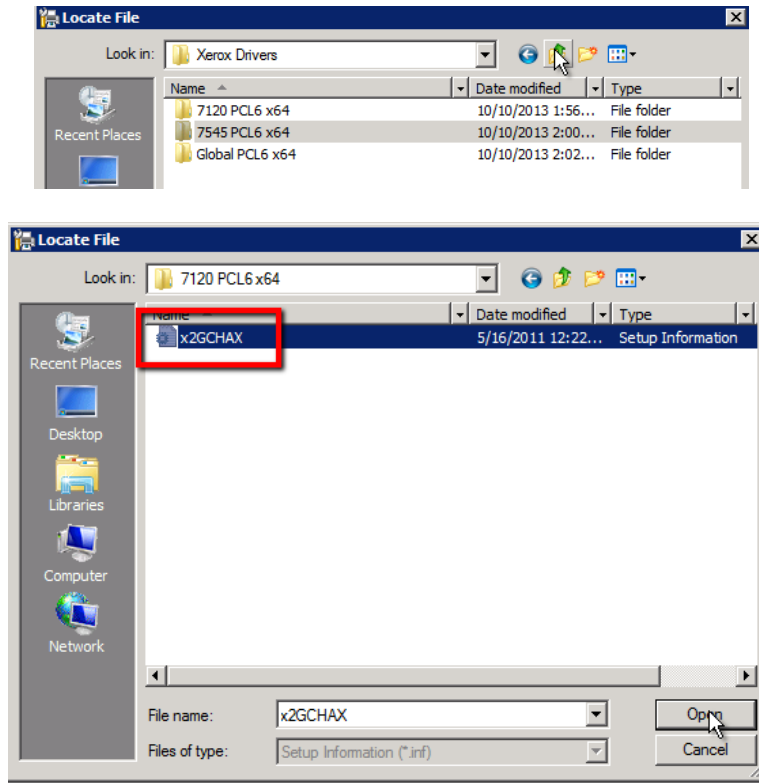 Locate File
Look in: Xerox Drivers
Name Date modified Type
7120 PCL6 x64 10/10/2013 1:56... File folder
Recent Places 7545 PCL6 x64 10/10/2013 2:00... File folder
Global PCL6 x64 10/10/2013 2:02... File folder
Locate File
Look in: 7120 PCL6 x64
Name Date modified Type
x2GCHAX 5/16/2011 12:22... Setup Information
Recent Places
Desktop
Libraries
Computer
Network
File name: x2GCHAX Open
Files of type: Setup Information (*.inf) Cancel